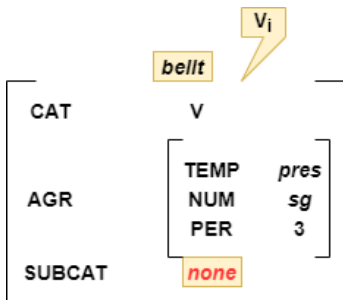 Vi
bellt
CAT V
TEMP pres
AGR NUM sg
PER 3
SUBCAT none